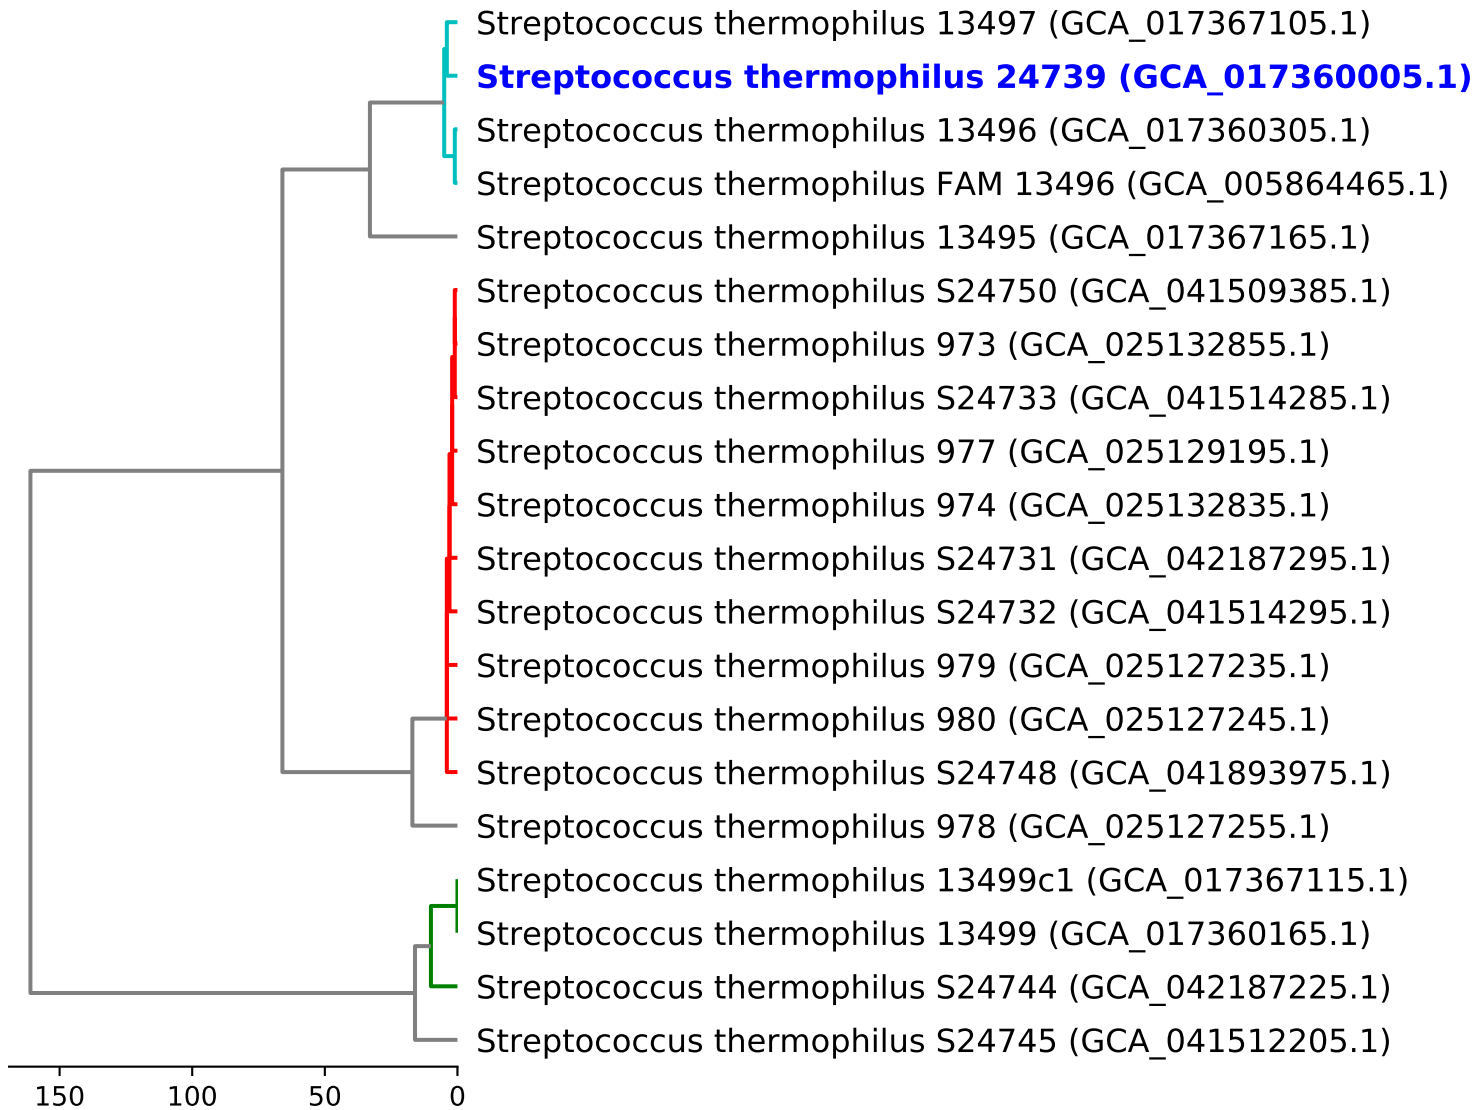 Streptococcus thermophilus 13497 (GCA_017367105.1)
Streptococcus thermophilus 24739 (GCA_017360005.1)
Streptococcus thermophilus 13496 (GCA_017360305.1)
Streptococcus thermophilus FAM 13496 (GCA_005864465.1)
Streptococcus thermophilus 13495 (GCA_017367165.1)
Streptococcus thermophilus S24750 (GCA_041509385.1)
Streptococcus thermophilus 973 (GCA_025132855.1)
Streptococcus thermophilus S24733 (GCA_041514285.1)
Streptococcus thermophilus 977 (GCA_025129195.1)
Streptococcus thermophilus 974 (GCA_025132835.1)
Streptococcus thermophilus S24731 (GCA_042187295.1)
Streptococcus thermophilus S24732 (GCA_041514295.1)
Streptococcus thermophilus 979 (GCA_025127235.1)
Streptococcus thermophilus 980 (GCA_025127245.1)
Streptococcus thermophilus S24748 (GCA_041893975.1)
Streptococcus thermophilus 978 (GCA_025127255.1)
Streptococcus thermophilus 13499c1 (GCA_017367115.1)
Streptococcus thermophilus 13499 (GCA_017360165.1)
Streptococcus thermophilus S24744 (GCA_042187225.1)
Streptococcus thermophilus S24745 (GCA_041512205.1)
150 100 50 0